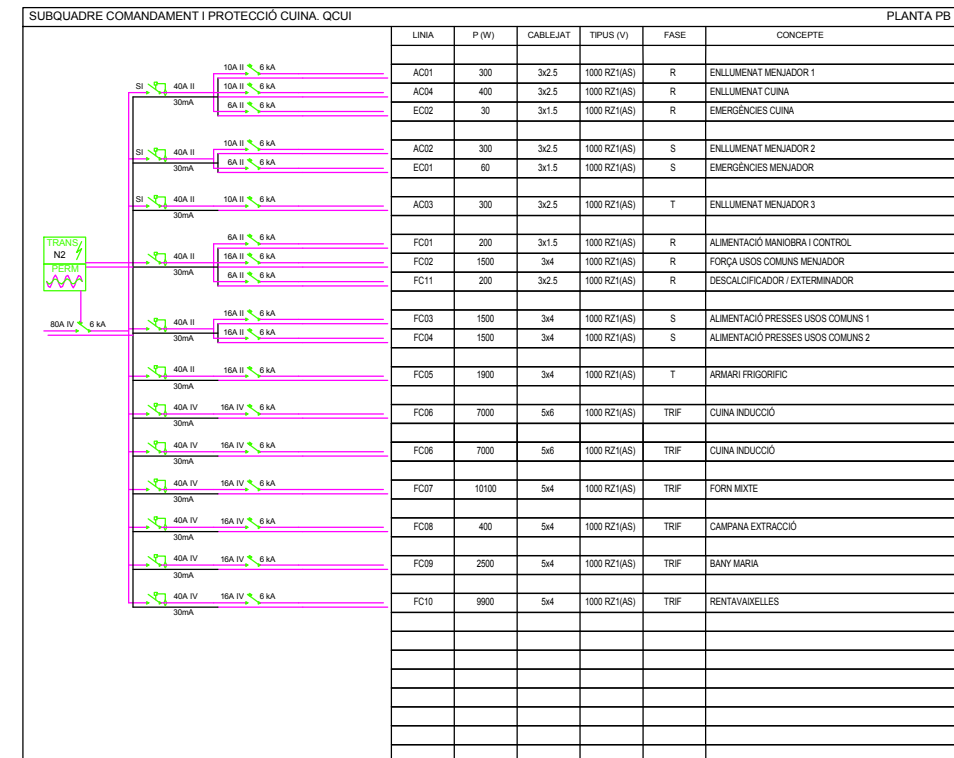 SUBQUADRE COMANDAMENT I PROTECCIÓ CUINA. QCUI PLANTA PB
LINIA P (W) CABLEJAT TIPUS (V) FASE CONCEPTE
10A II 6 kA AC01 300 3x2.5 1000 RZ1(AS) R ENLLUMENAT MENJADOR 1
SI 40A II 10A II 6 kA AC04 400 3x2.5 1000 RZ1(AS) R ENLLUMENAT CUINA
30mA 6A II 6 kA EC02 30 3x1.5 1000 RZ1(AS) R EMERGÈNCIES CUINA
10A II 6 kA AC02 300 3x2.5 1000 RZ1(AS) S ENLLUMENAT MENJADOR 2
SI 40A II
30mA 6A II 6 kA EC01 60 3x1.5 1000 RZ1(AS) S EMERGÈNCIES MENJADOR
SI 40A II 10A II 6 kA AC03 300 3x2.5 1000 RZ1(AS) T ENLLUMENAT MENJADOR 3
30mA
TRANS 6A II 6 kA FC01 200 3x1.5 1000 RZ1(AS) R ALIMENTACIÓ MANIOBRA I CONTROL
N2 40A II 16A II 6 kA FC02 1500 3x4 1000 RZ1(AS) R FORÇA USOS COMUNS MENJADOR
PERM 30mA 6A II 6 kA FC11 200 3x2.5 1000 RZ1(AS) R DESCALCIFICADOR / EXTERMINADOR
16A II 6 kA FC03 1500 3x4 1000 RZ1(AS) S ALIMENTACIÓ PRESSES USOS COMUNS 1
80A IV 6 kA 40A II
30mA 16A II 6 kA FC04 1500 3x4 1000 RZ1(AS) S ALIMENTACIÓ PRESSES USOS COMUNS 2
40A II 16A II 6 kA FC05 1900 3x4 1000 RZ1(AS) T ARMARI FRIGORIFIC
30mA
40A IV 16A IV 6 kA FC06 7000 5x6 1000 RZ1(AS) TRIF CUINA INDUCCIÓ
30mA
40A IV 16A IV 6 kA FC06 7000 5x6 1000 RZ1(AS) TRIF CUINA INDUCCIÓ
30mA
40A IV 16A IV 6 kA FC07 10100 5x4 1000 RZ1(AS) TRIF FORN MIXTE
30mA
40A IV 16A IV 6 kA FC08 400 5x4 1000 RZ1(AS) TRIF CAMPANA EXTRACCIÓ
30mA
40A IV 16A IV 6 kA FC09 2500 5x4 1000 RZ1(AS) TRIF BANY MARIA
30mA
40A IV 16A IV 6 kA FC10 9900 5x4 1000 RZ1(AS) TRIF RENTAVAIXELLES
30mA